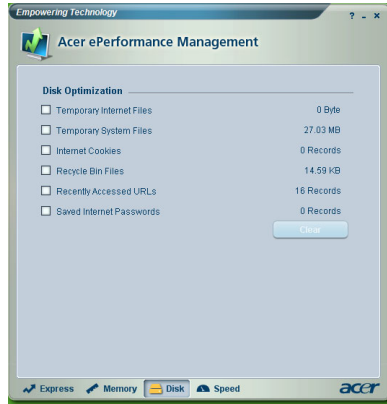 Empowering Technology ? - x
Acer ePerformance Management
Disk Optimization
Temporary Internet Files 0 Byte
Temporary System Files 27.03 MB
Internet Cookies 0 Records
Recycle Bin Files 14.59 KB
Recently Accessed URLs 16 Records
Saved Internet Passwords 0 Records
Clear
Express Memory Disk Speed acer